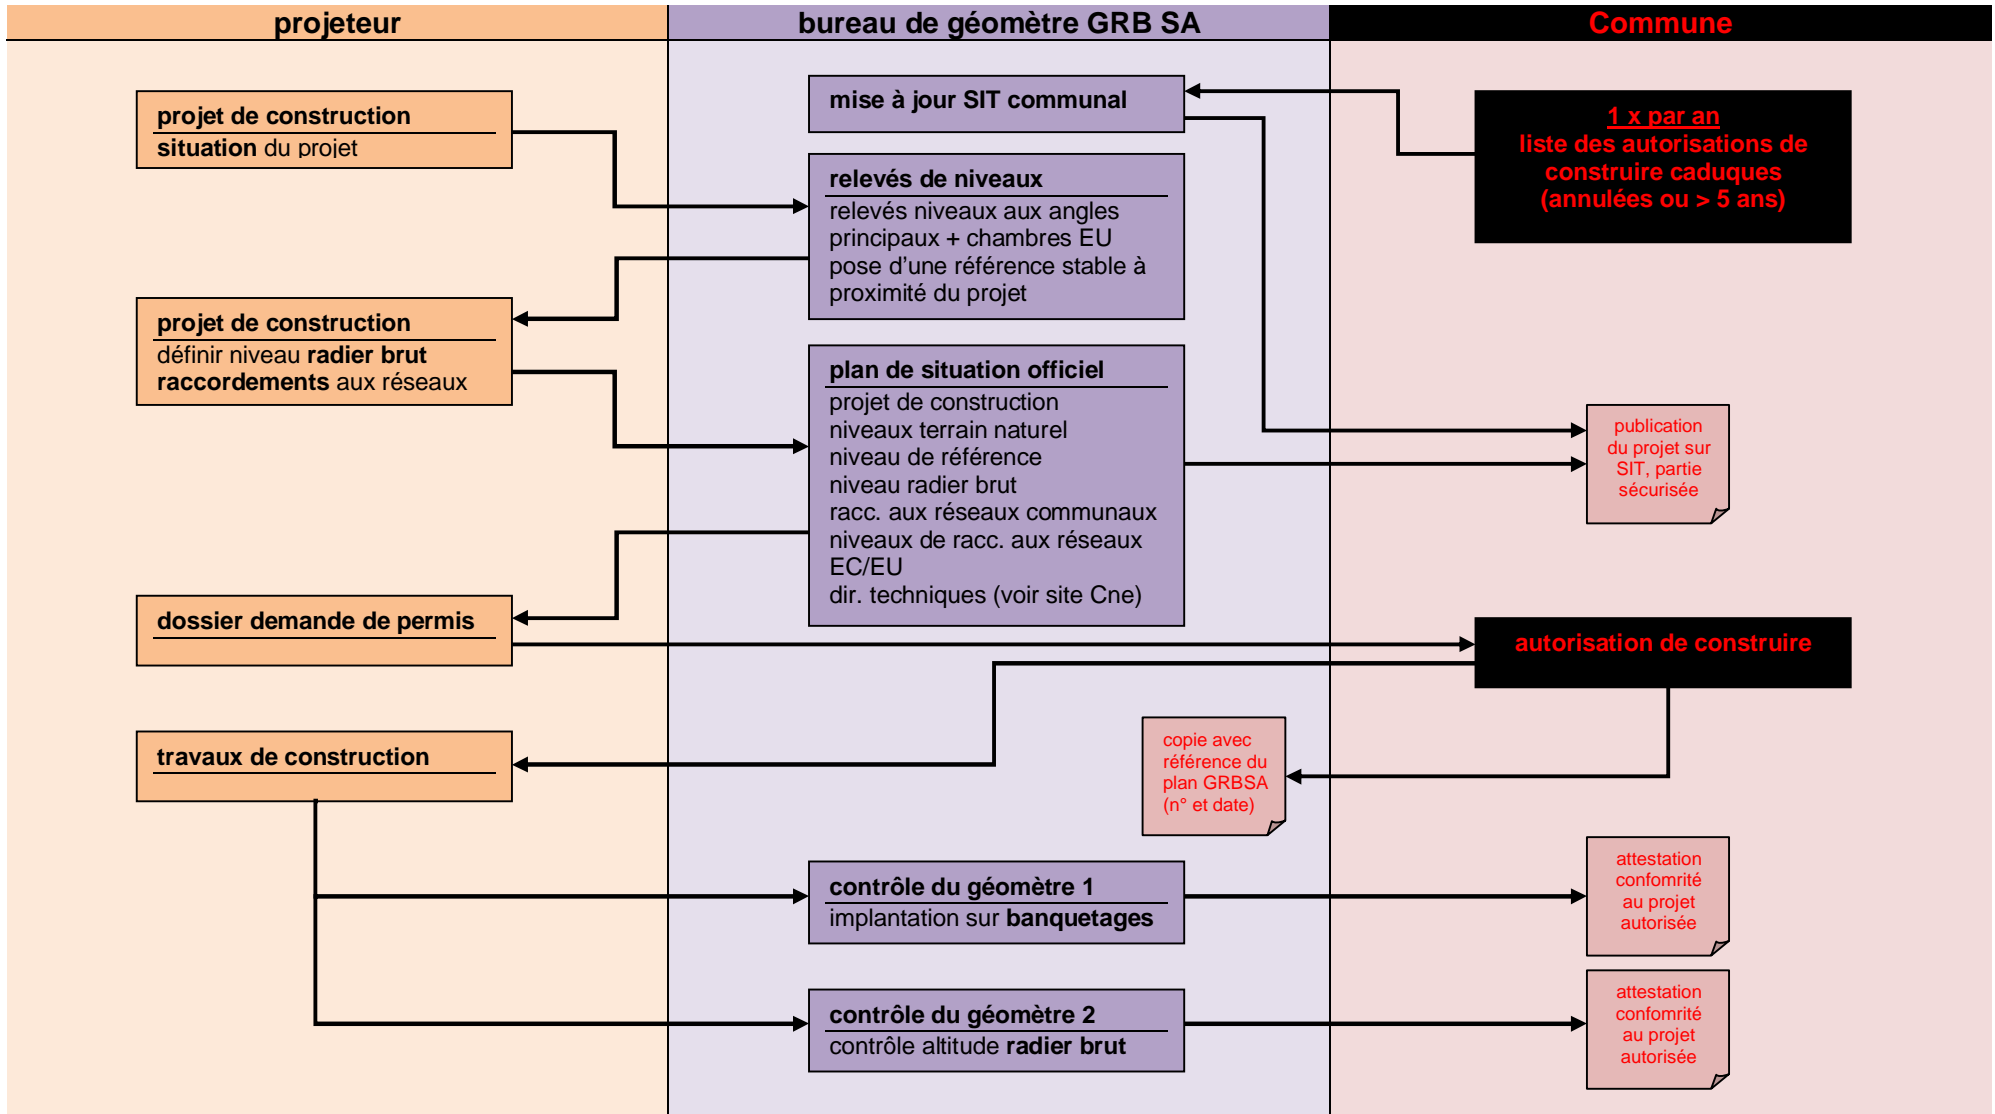 projeteur
bureau de géomètre GRB SA
Commune
projet de construction
situation du projet
mise à jour SIT communal
1 x par an
liste des autorisations de
construire caduques
(annulées ou > 5 ans)
relevés de niveaux
relevés niveaux aux angles
principaux + chambres EU
pose d’une référence stable à
proximité du projet
projet de construction
définir niveau radier brut
raccordements aux réseaux
plan de situation officiel
projet de construction
niveaux terrain naturel
niveau de référence
niveau radier brut
racc. aux réseaux communaux
niveaux de racc. aux réseaux
EC/EU
dir. techniques (voir site Cne)
publication
du projet sur
SIT, partie
sécurisée
dossier demande de permis
autorisation de construire
travaux de construction
copie avec
référence du
plan GRBSA
(n° et date)
contrôle du géomètre 1
implantation sur banquetages
attestation
confomrité
au projet
autorisée
contrôle du géomètre 2
contrôle altitude radier brut
attestation
confomrité
au projet
autorisée